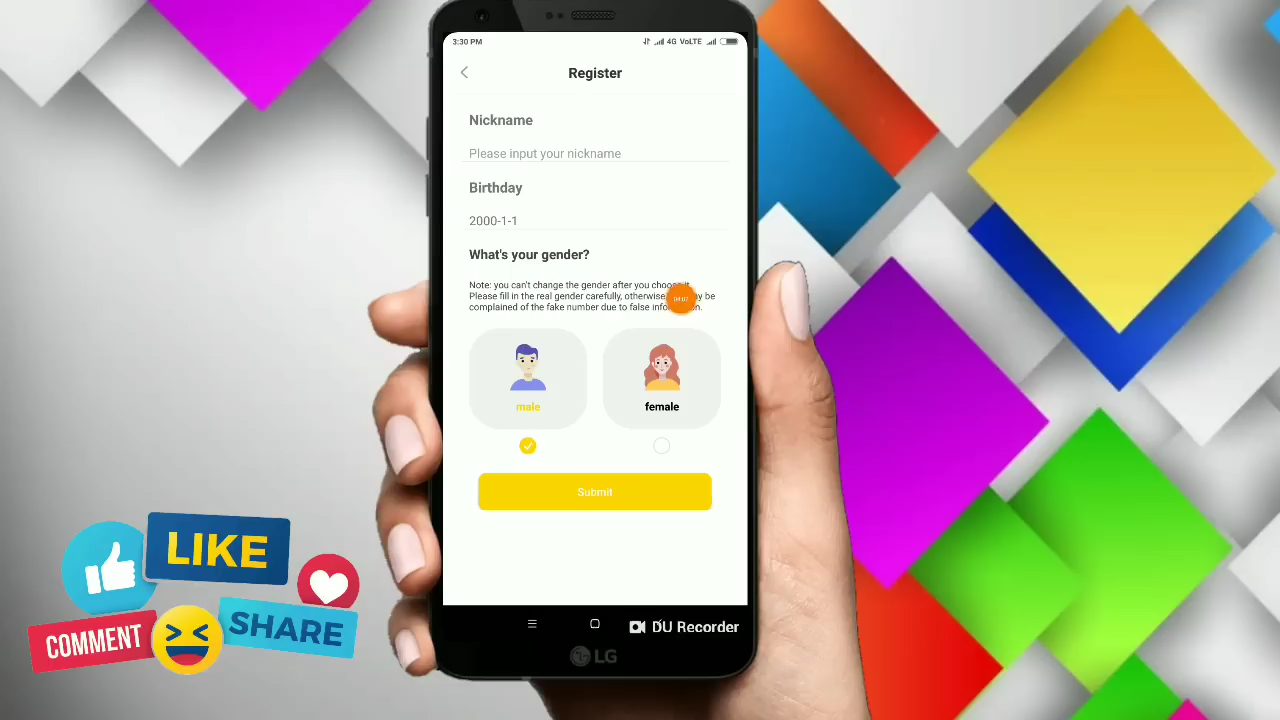 3:30 PM
4G VoLTE
Register
Nickname
Please input your nickname
Birthday
2000-1-1
What's your gender?
Note: you can't change the gender after you choose it.
Please fill in the real gender carefully, otherwise may be
complained of the fake number due to false information.
male
female
Submit
DU Recorder
LG
LIKE
COMMENT
SHARE